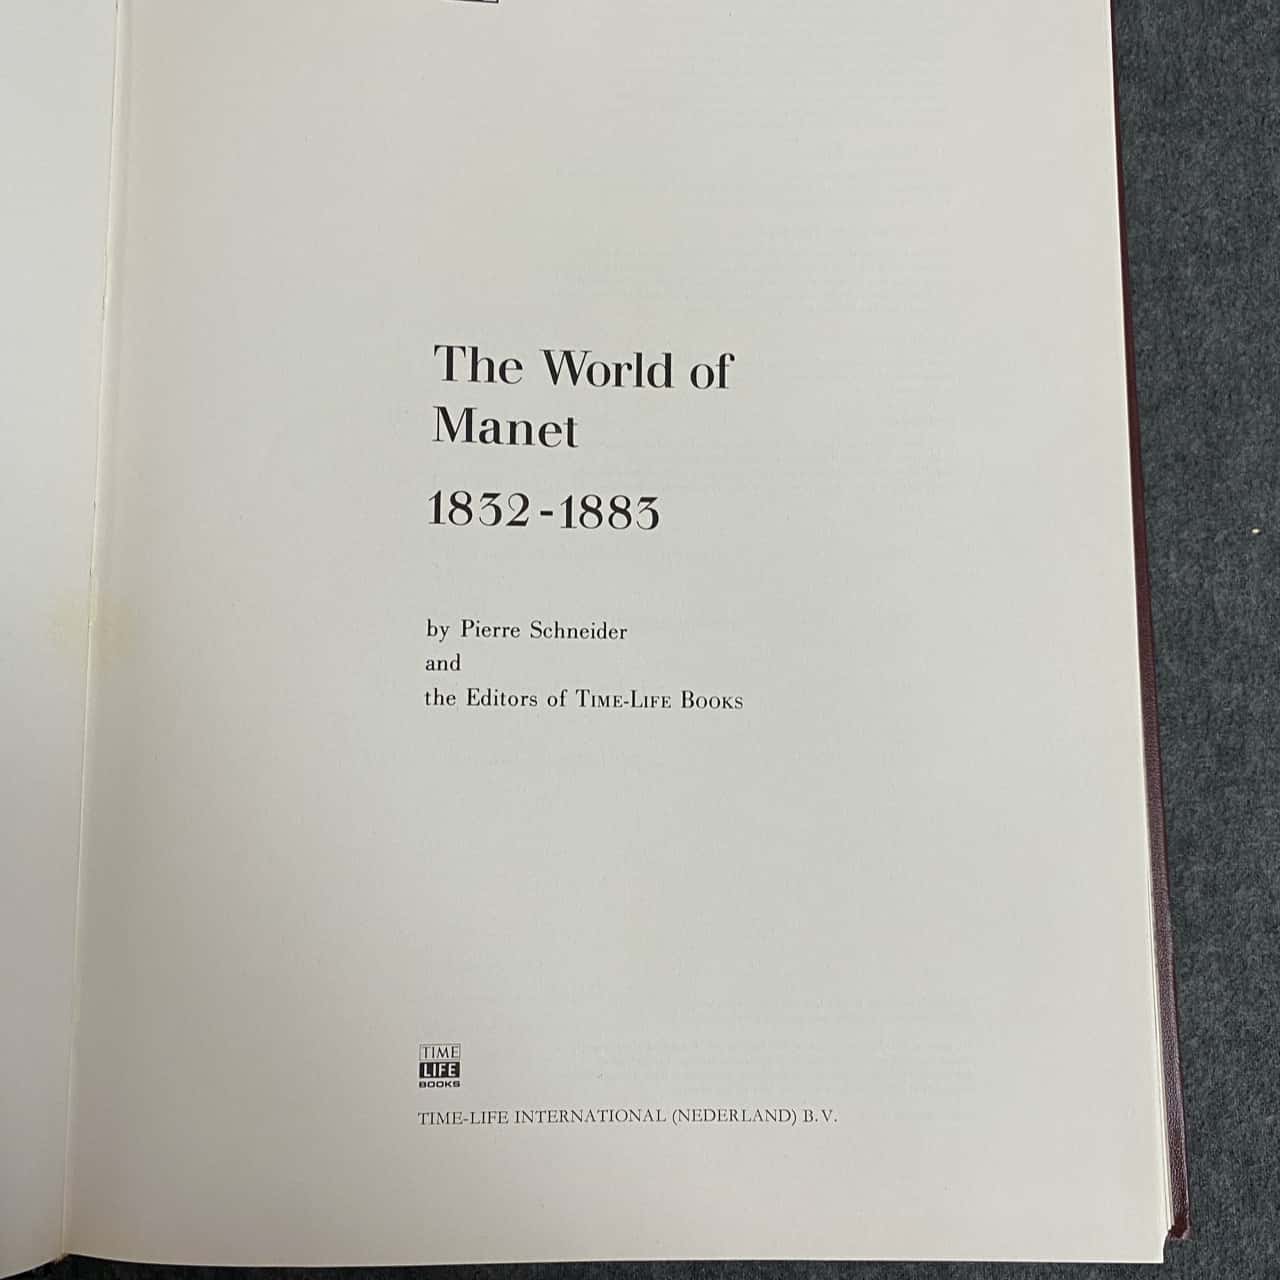 The World of
Manet
1832-1883
by Pierre Schneider
and
the Editors of TIME-LIFE BOOKS
TIME
LIFE
BOOKS
TIME-LIFE INTERNATIONAL (NEDERLAND) B.V.